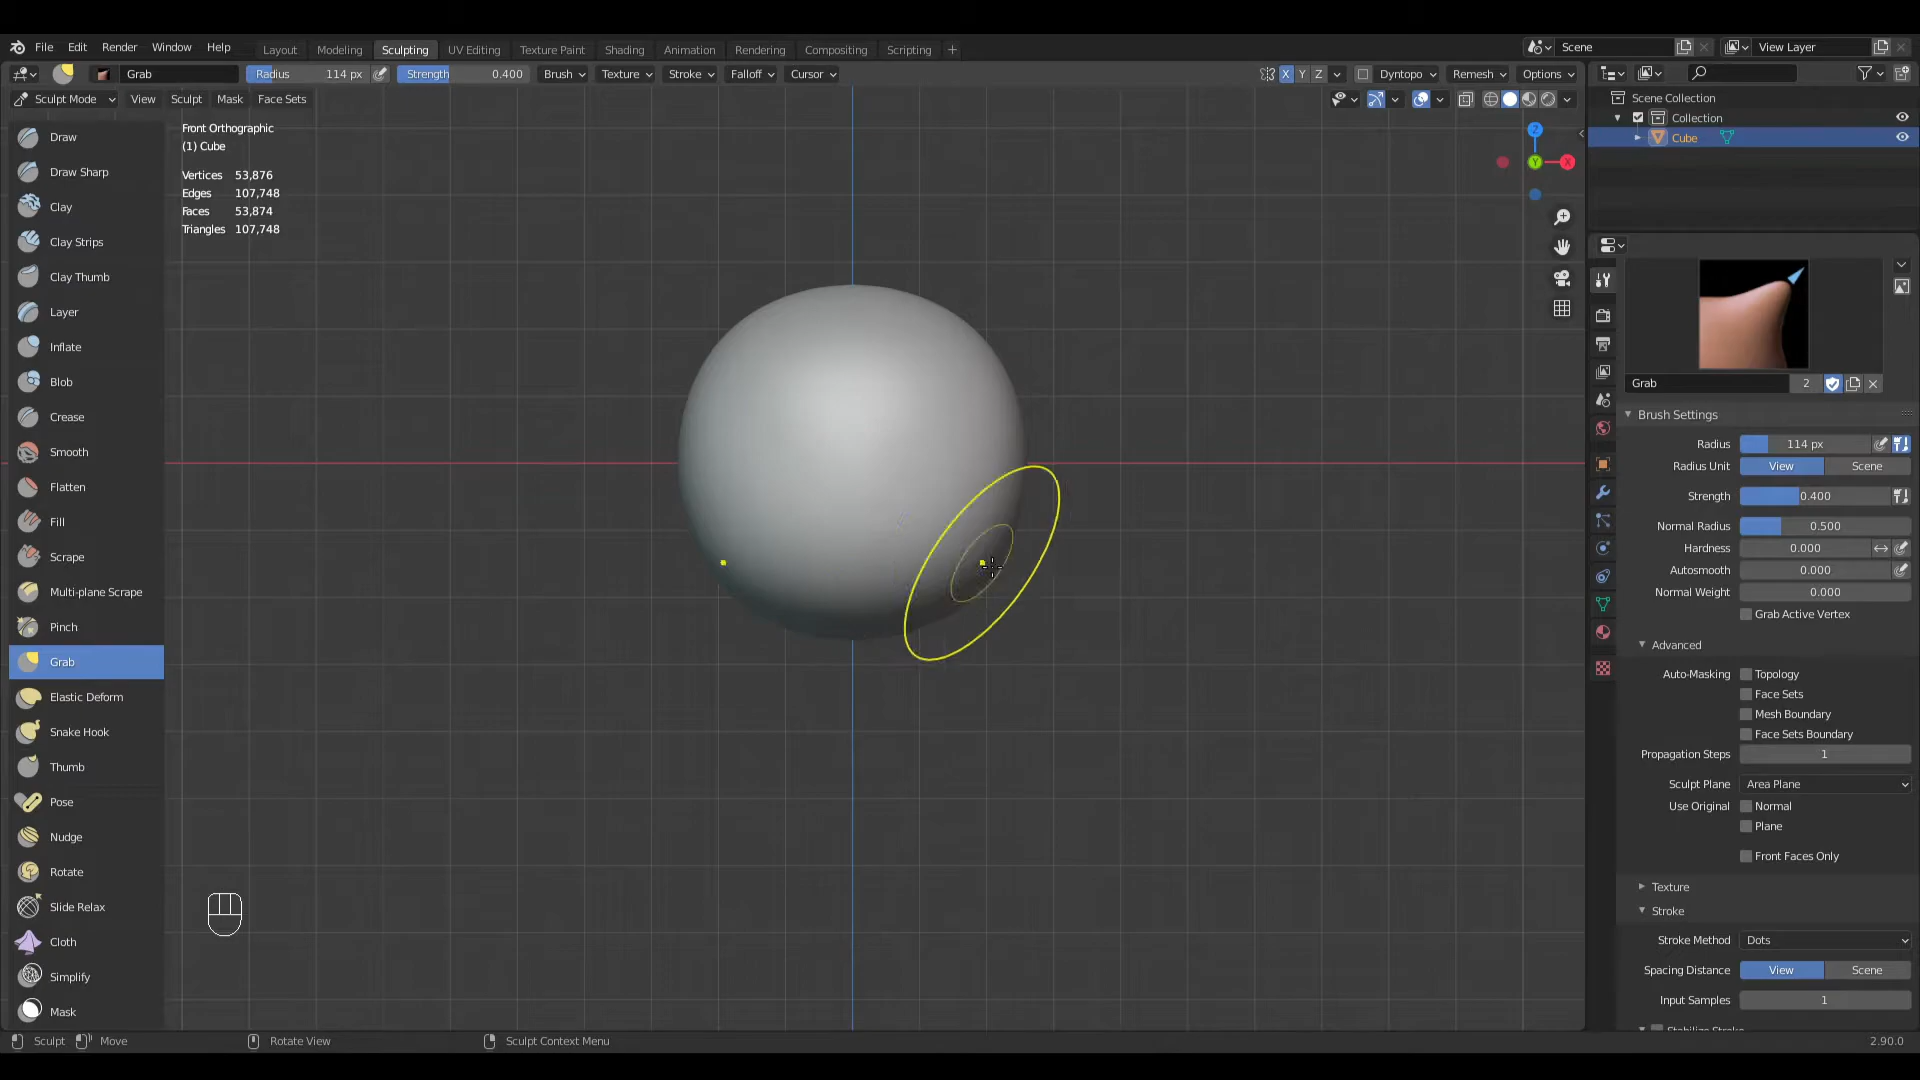 File Edit Render Window Help Layout Modeling Sculpting UV Editing Texture Paint Shading Animation Rendering Compositing Scripting + Scene View Layer
Grab Radius 114 px Strength 0.400 Brush Texture Stroke Falloff Cursor X Y Z Dyntopo Remesh Options
Sculpt Mode View Sculpt Mask Face Sets
Scene Collection
Collection
Cube
Front Orthographic
(1) Cube
Vertices 53,876
Edges 107,748
Faces 53,874
Triangles 107,748
Z
Y
X
Draw
Draw Sharp
Clay
Clay Strips
Clay Thumb
Layer
Inflate
Blob
Crease
Smooth
Flatten
Fill
Scrape
Multi-plane Scrape
Pinch
Grab
Elastic Deform
Snake Hook
Thumb
Pose
Nudge
Rotate
Slide Relax
Cloth
Simplify
Mask
Grab 2
Brush Settings
Radius 114 px
Radius Unit View Scene
Strength 0.400
Normal Radius 0.500
Hardness 0.000
Autosmooth 0.000
Normal Weight 0.000
Grab Active Vertex
Advanced
Auto-Masking Topology
Face Sets
Mesh Boundary
Face Sets Boundary
Propagation Steps 1
Sculpt Plane Area Plane
Use Original Normal
Plane
Front Faces Only
Texture
Stroke
Stroke Method Dots
Spacing Distance View Scene
Input Samples 1
Stabilize Stroke
Sculpt Move Rotate View Sculpt Context Menu 2.90.0